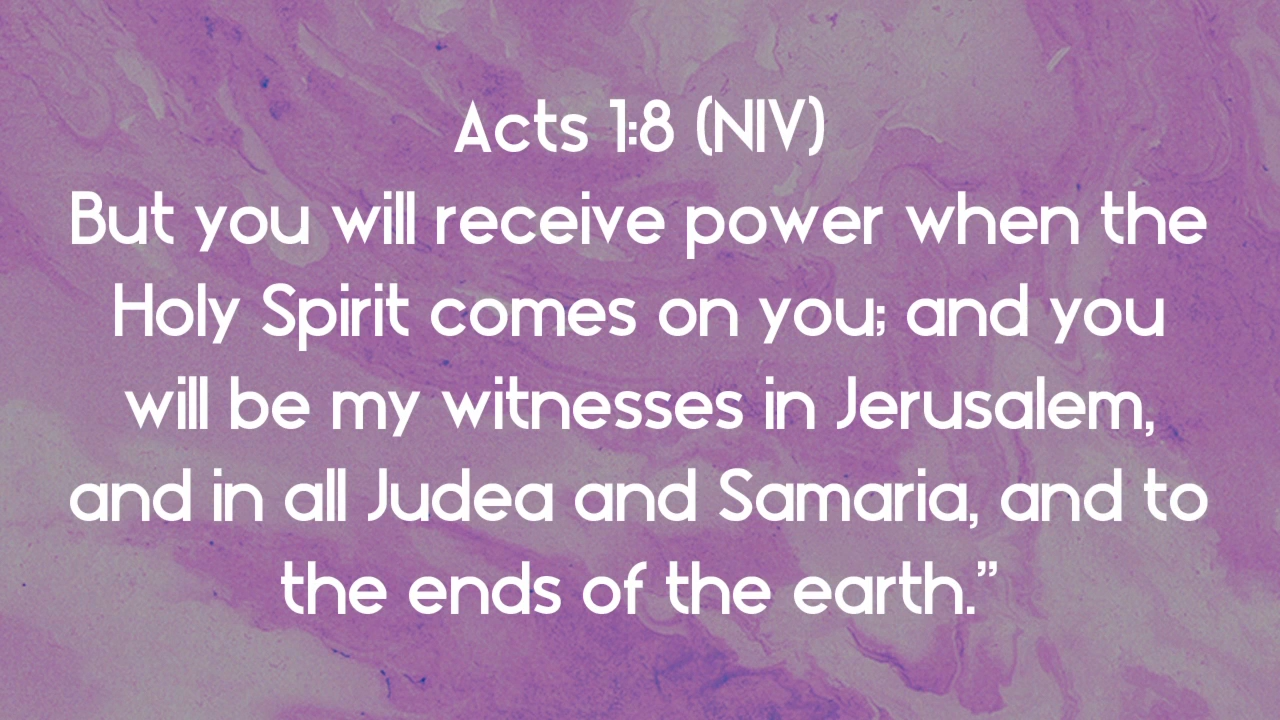 Acts 1:8 (NIV)
But you will receive power when the
Holy Spirit comes on you; and you
will be my witnesses in Jerusalem,
and in all Judea and Samaria, and to
the ends of the earth.”